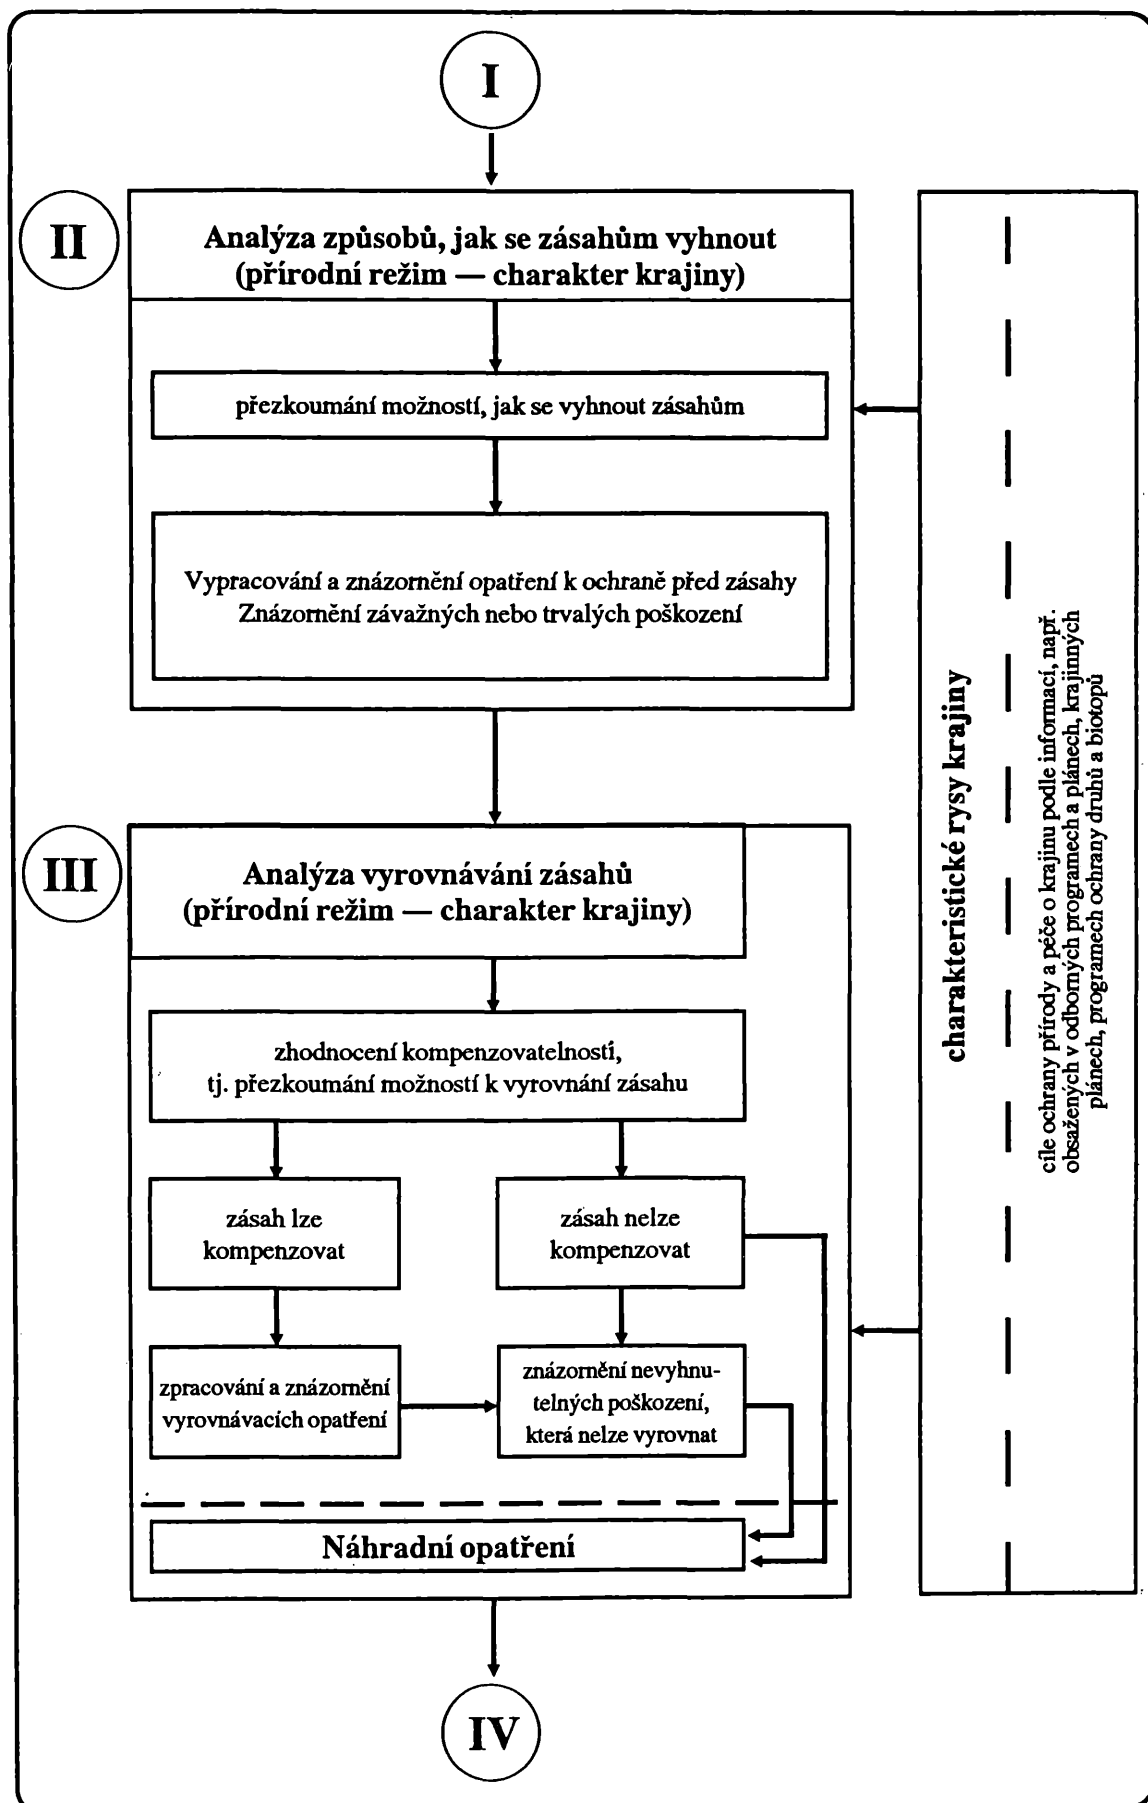 I
II
Analýza způsobů, jak se zásahům vyhnout
(přírodní režim — charakter krajiny)
přezkoumání možností, jak se vyhnout zásahům
Vypracování a znázornění opatření k ochraně před zásahy
Znázornění závažných nebo trvalých poškození
III
Analýza vyrovnávání zásahů
(přírodní režim — charakter krajiny)
zhodnocení kompenzovatelností,
tj. přezkoumání možností k vyrovnání zásahu
zásah lze
kompenzovat
zásah nelze
kompenzovat
zpracování a znázornění
vyrovnávacích opatření
znázornění nevyhnu-
telných poškození,
která nelze vyrovnat
Náhradní opatření
IV
charakteristické rysy krajiny
cíle ochrany přírody a péče o krajinu podle informací, např.
obsažených v odborných programech a plánech, krajinných
plánech, programech ochrany druhů a biotopů